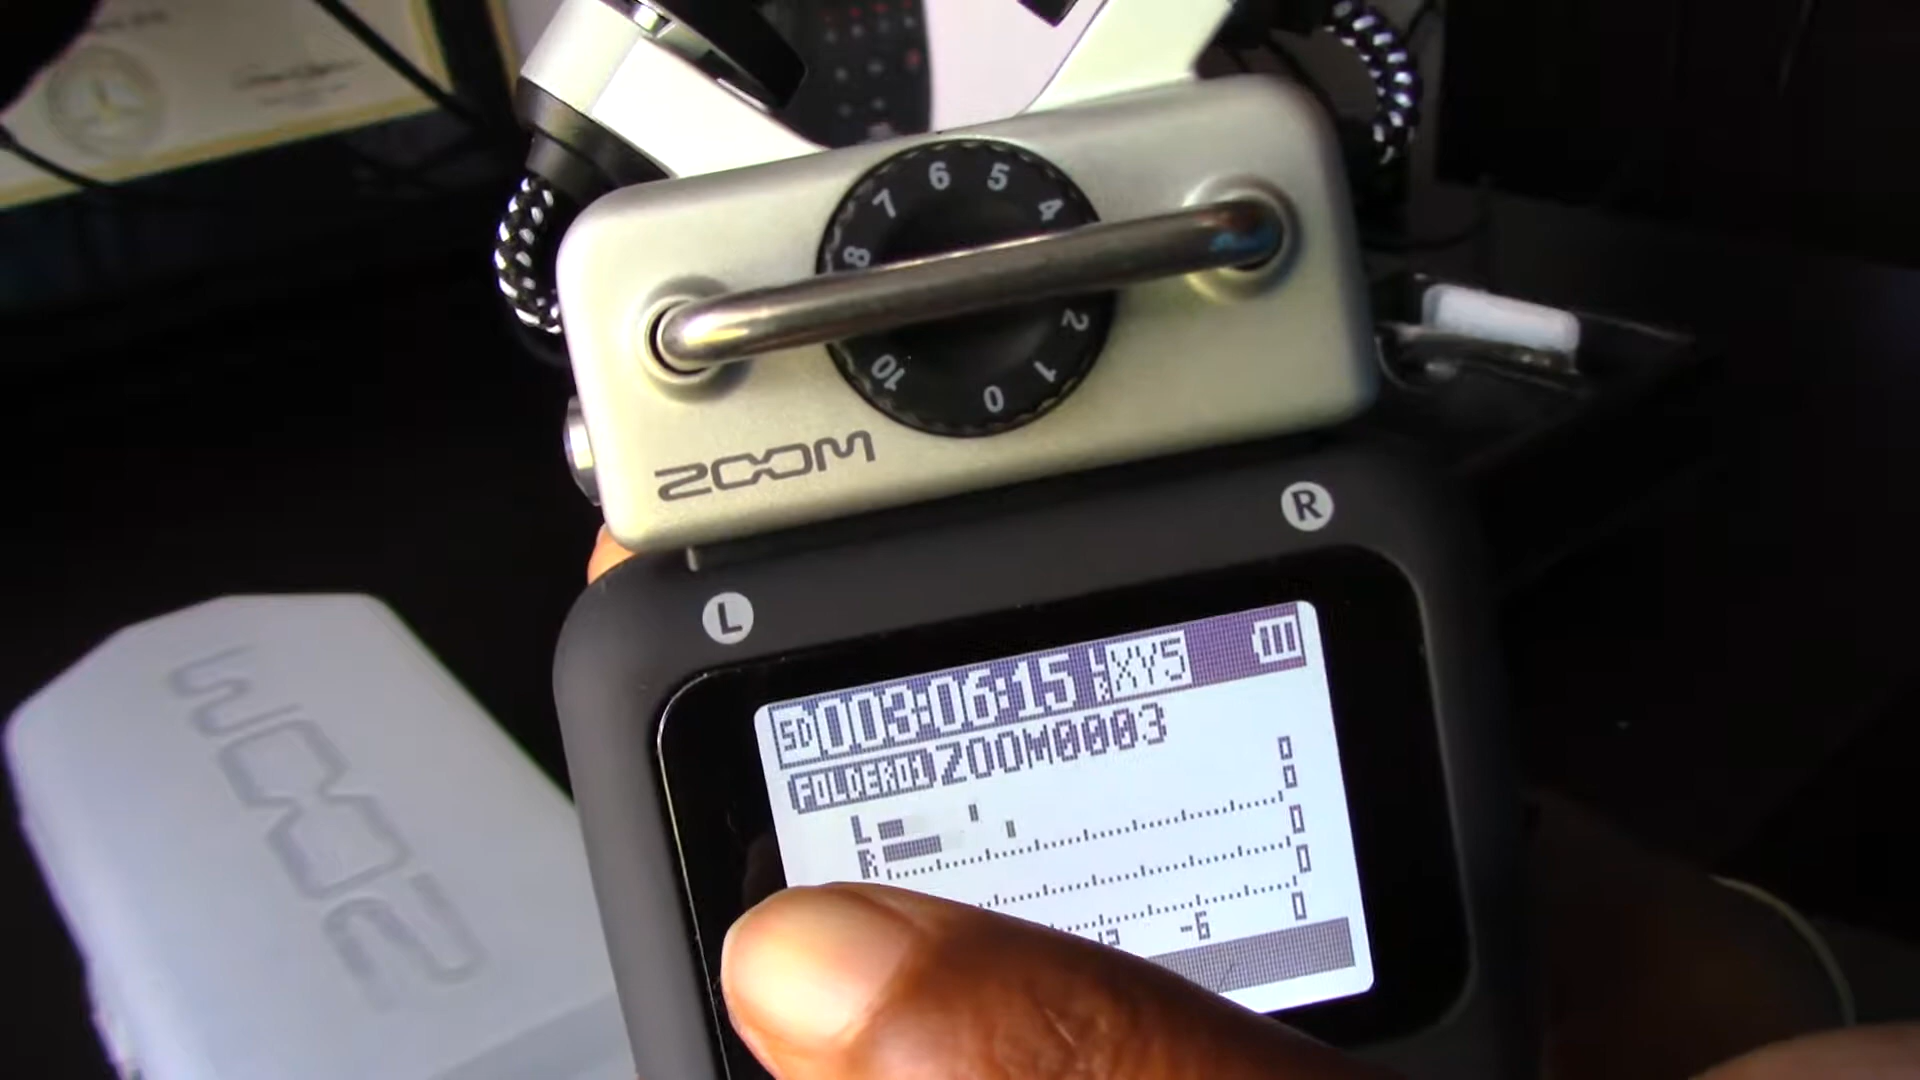 6 5
7 4
8
2
10 1
0
ZOOM
R
L
SD 003:06:15 L R XY5
FOLDER01 ZOOM0003
L
R
-6
ZOOM